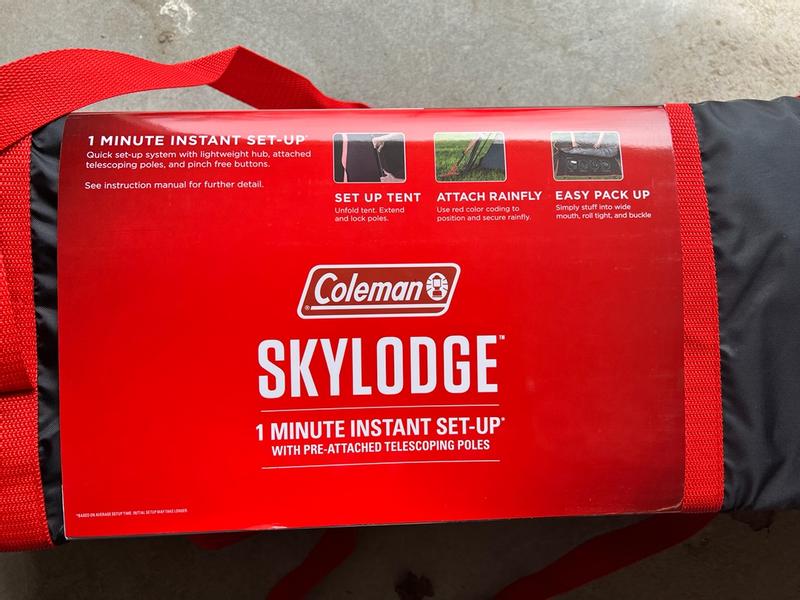 1 MINUTE INSTANT SET-UP*
Quick set-up system with lightweight hub, attached
telescoping poles, and pinch free buttons.
See instruction manual for further detail.
SET UP TENT
Unfold tent. Extend
and lock poles.
ATTACH RAINFLY
Use red color coding to
position and secure rainfly.
EASY PACK UP
Simply stuff into wide
mouth, roll tight, and buckle
® Coleman
SKYLODGE™
1 MINUTE INSTANT SET-UP*
WITH PRE-ATTACHED TELESCOPING POLES
*BASED ON AVERAGE SETUP TIME. INITIAL SETUP MAY TAKE LONGER.